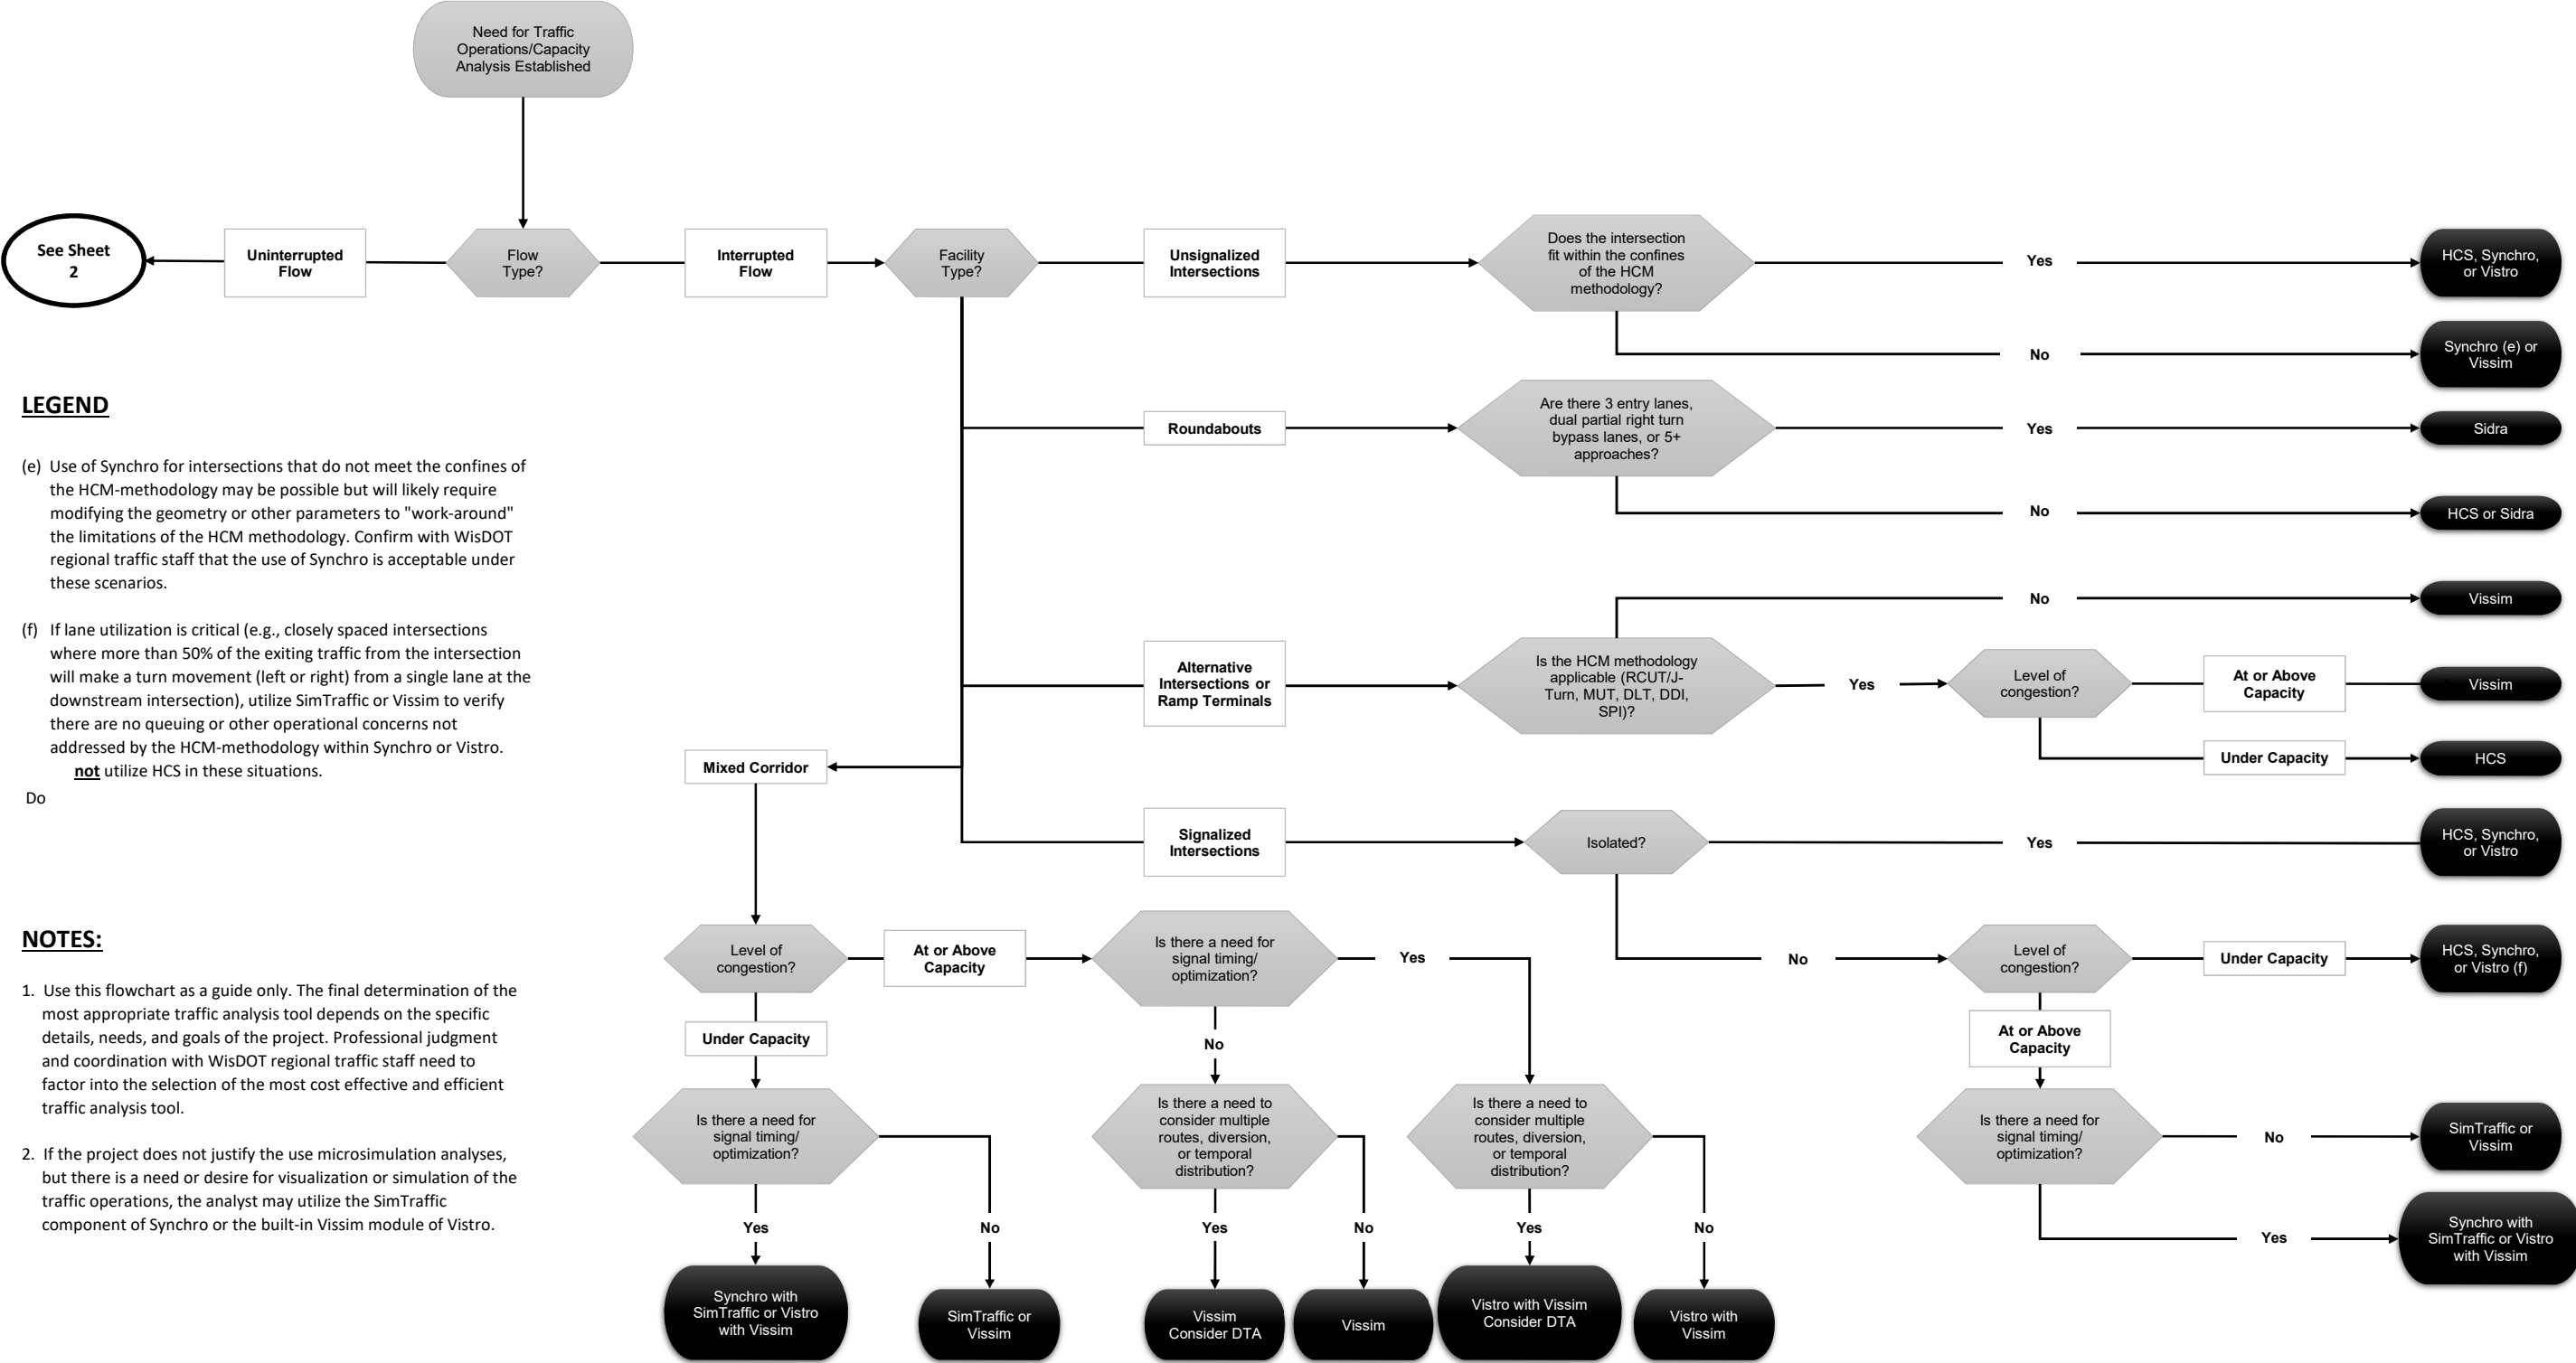 Need for Traffic
Operations/Capacity
Analysis Established
See Sheet
2
Uninterrupted
Flow
Flow
Type?
Interrupted
Flow
Facility
Type?
Unsignalized
Intersections
Does the intersection
fit within the confines
of the HCM
methodology?
Yes
HCS, Synchro,
or Vistro
No
Synchro (e) or
Vissim
Roundabouts
Are there 3 entry lanes,
dual partial right turn
bypass lanes, or 5+
approaches?
Yes
Sidra
No
HCS or Sidra
Alternative
Intersections or
Ramp Terminals
Is the HCM methodology
applicable (RCUT/J-
Turn, MUT, DLT, DDI,
SPI)?
No
Vissim
Yes
Level of
congestion?
At or Above
Capacity
Vissim
Under Capacity
HCS
Mixed Corridor
Signalized
Intersections
Isolated?
Yes
HCS, Synchro,
or Vistro
No
Level of
congestion?
Under Capacity
HCS, Synchro,
or Vistro (f)
At or Above
Capacity
Is there a need for
signal timing/
optimization?
No
SimTraffic or
Vissim
Yes
Synchro with
SimTraffic or Vistro
with Vissim
Level of
congestion?
At or Above
Capacity
Is there a need for
signal timing/
optimization?
Yes
No
Under Capacity
Is there a need for
signal timing/
optimization?
Is there a need to
consider multiple
routes, diversion,
or temporal
distribution?
Is there a need to
consider multiple
routes, diversion,
or temporal
distribution?
Yes
No
Yes
No
Yes
No
Synchro with
SimTraffic or Vistro
with Vissim
SimTraffic or
Vissim
Vissim
Consider DTA
Vissim
Vistro with Vissim
Consider DTA
Vistro with
Vissim
LEGEND
(e) Use of Synchro for intersections that do not meet the confines of
the HCM-methodology may be possible but will likely require
modifying the geometry or other parameters to "work-around"
the limitations of the HCM methodology. Confirm with WisDOT
regional traffic staff that the use of Synchro is acceptable under
these scenarios.
(f) If lane utilization is critical (e.g., closely spaced intersections
where more than 50% of the exiting traffic from the intersection
will make a turn movement (left or right) from a single lane at the
downstream intersection), utilize SimTraffic or Vissim to verify
there are no queuing or other operational concerns not
addressed by the HCM-methodology within Synchro or Vistro.
not utilize HCS in these situations.
Do
NOTES:
1. Use this flowchart as a guide only. The final determination of the
most appropriate traffic analysis tool depends on the specific
details, needs, and goals of the project. Professional judgment
and coordination with WisDOT regional traffic staff need to
factor into the selection of the most cost effective and efficient
traffic analysis tool.
2. If the project does not justify the use microsimulation analyses,
but there is a need or desire for visualization or simulation of the
traffic operations, the analyst may utilize the SimTraffic
component of Synchro or the built-in Vissim module of Vistro.